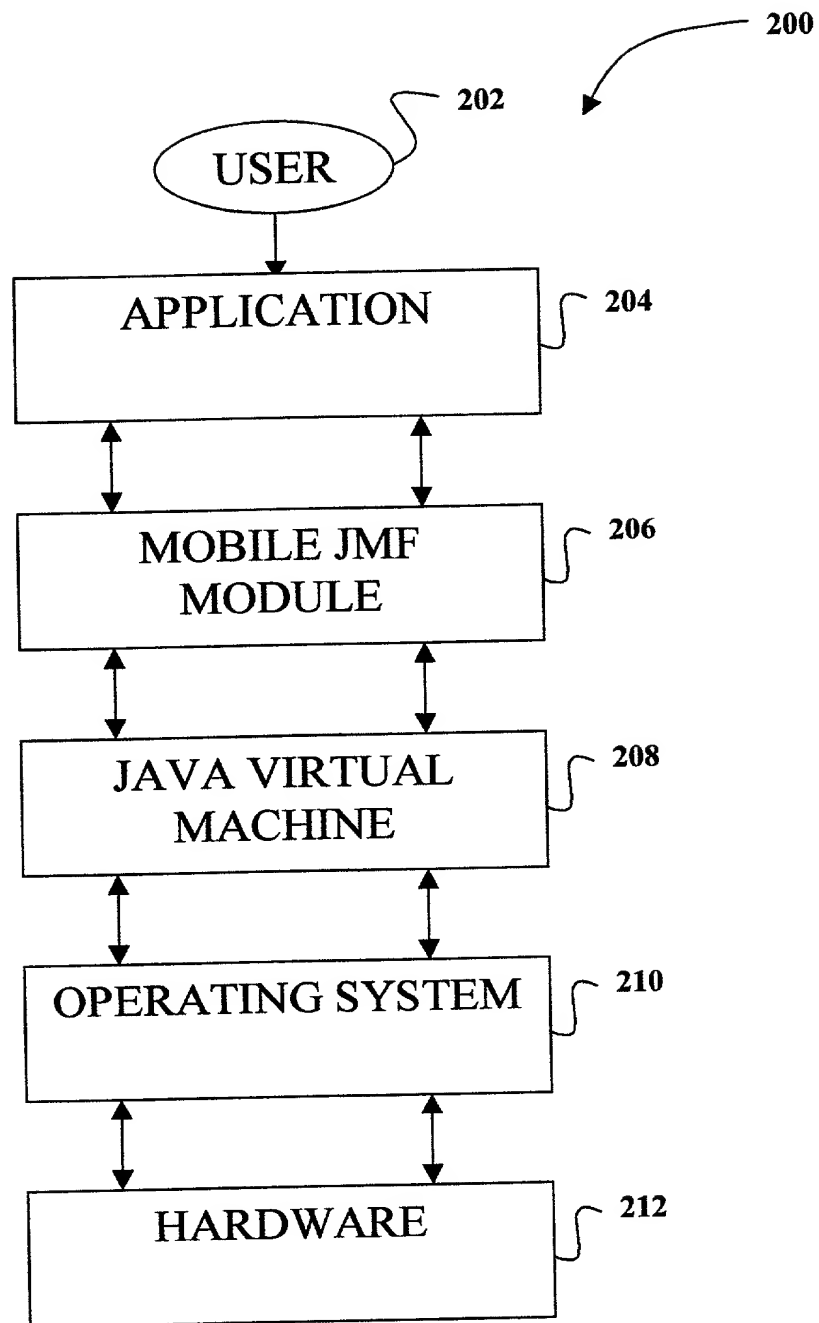 200
202
USER
APPLICATION
204
MOBILE JMF
MODULE
206
JAVA VIRTUAL
MACHINE
208
OPERATING SYSTEM
210
HARDWARE
212